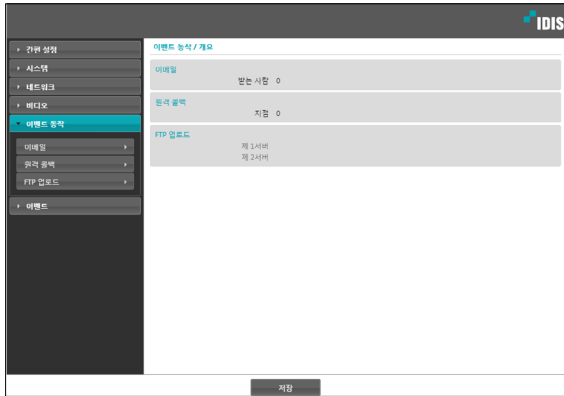 IDIS
간편 설정
시스템
네트워크
비디오
이벤트 동작
이메일
원격 콜백
FTP 업로드
이벤트
이벤트 동작 / 개요
이메일
받는 사람 0
원격 콜백
지점 0
FTP 업로드
제 1서버
제 2서버
저장